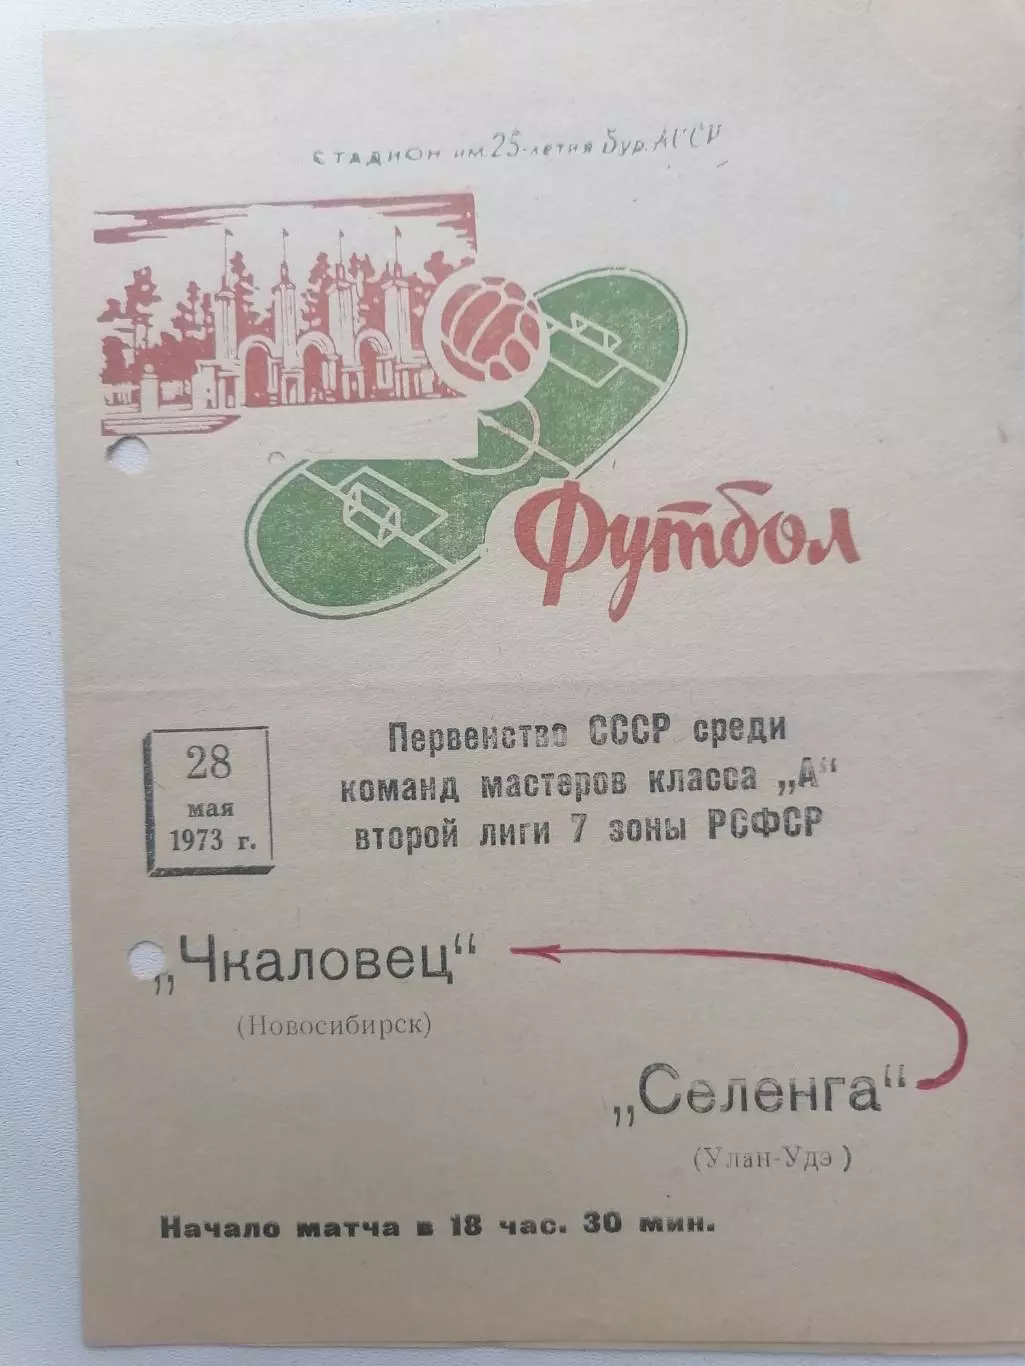 СТАДИОН им. 25-летия Бур. АССР
Футбол
28
мая
1973 г.
Первенство СССР среди
команд мастеров класса „А“
второй лиги 7 зоны РСФСР
„Чкаловец“
(Новосибирск)
„Селенга“
(Улан-Удэ)
Начало матча в 18 час. 30 мин.